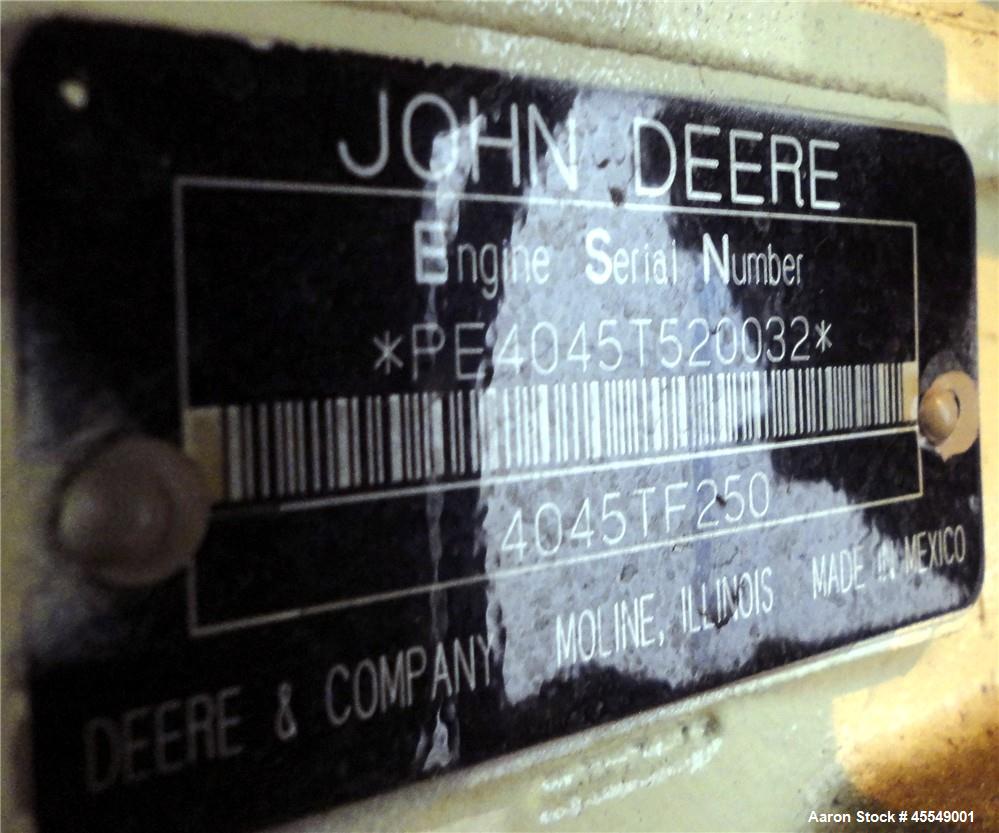 JOHN DEERE
Engine Serial Number
*PE4045T520032*
4045TF250
DEERE & COMPANY MOLINE, ILLINOIS MADE IN MEXICO
Aaron Stock # 45549001